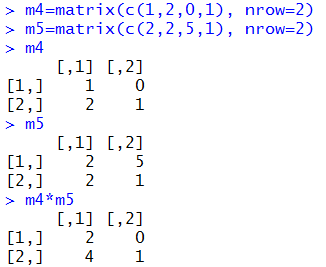 > m4=matrix(c(1,2,0,1), nrow=2)
> m5=matrix(c(2,2,5,1), nrow=2)
> m4
     [,1] [,2]
[1,]    1    0
[2,]    2    1
> m5
     [,1] [,2]
[1,]    2    5
[2,]    2    1
> m4*m5
     [,1] [,2]
[1,]    2    0
[2,]    4    1